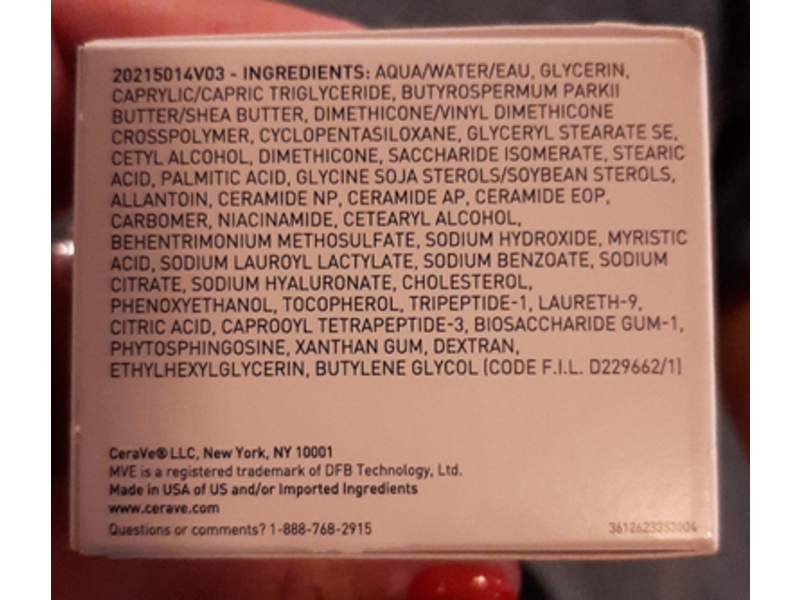 20215014V03 - INGREDIENTS: AQUA/WATER/EAU, GLYCERIN,
CAPRYLIC/CAPRIC TRIGLYCERIDE, BUTYROSPERMUM PARKII
BUTTER/SHEA BUTTER, DIMETHICONE/VINYL DIMETHICONE
CROSSPOLYMER, CYCLOPENTASILOXANE, GLYCERYL STEARATE SE,
CETYL ALCOHOL, DIMETHICONE, SACCHARIDE ISOMERATE, STEARIC
ACID, PALMITIC ACID, GLYCINE SOJA STEROLS/SOYBEAN STEROLS,
ALLANTOIN, CERAMIDE NP, CERAMIDE AP, CERAMIDE EOP,
CARBOMER, NIACINAMIDE, CETEARYL ALCOHOL,
BEHENTRIMONIUM METHOSULFATE, SODIUM HYDROXIDE, MYRISTIC
ACID, SODIUM LAUROYL LACTYLATE, SODIUM BENZOATE, SODIUM
CITRATE, SODIUM HYALURONATE, CHOLESTEROL,
PHENOXYETHANOL, TOCOPHEROL, TRIPEPTIDE-1, LAURETH-9,
CITRIC ACID, CAPROOYL TETRAPEPTIDE-3, BIOSACCHARIDE GUM-1,
PHYTOSPHINGOSINE, XANTHAN GUM, DEXTRAN,
ETHYLHEXYLGLYCERIN, BUTYLENE GLYCOL (CODE F.I.L. D229662/1)
CeraVe® LLC, New York, NY 10001
MVE is a registered trademark of DFB Technology, Ltd.
Made in USA of US and/or Imported Ingredients
www.cerave.com
Questions or comments? 1-888-768-2915
3612623353004